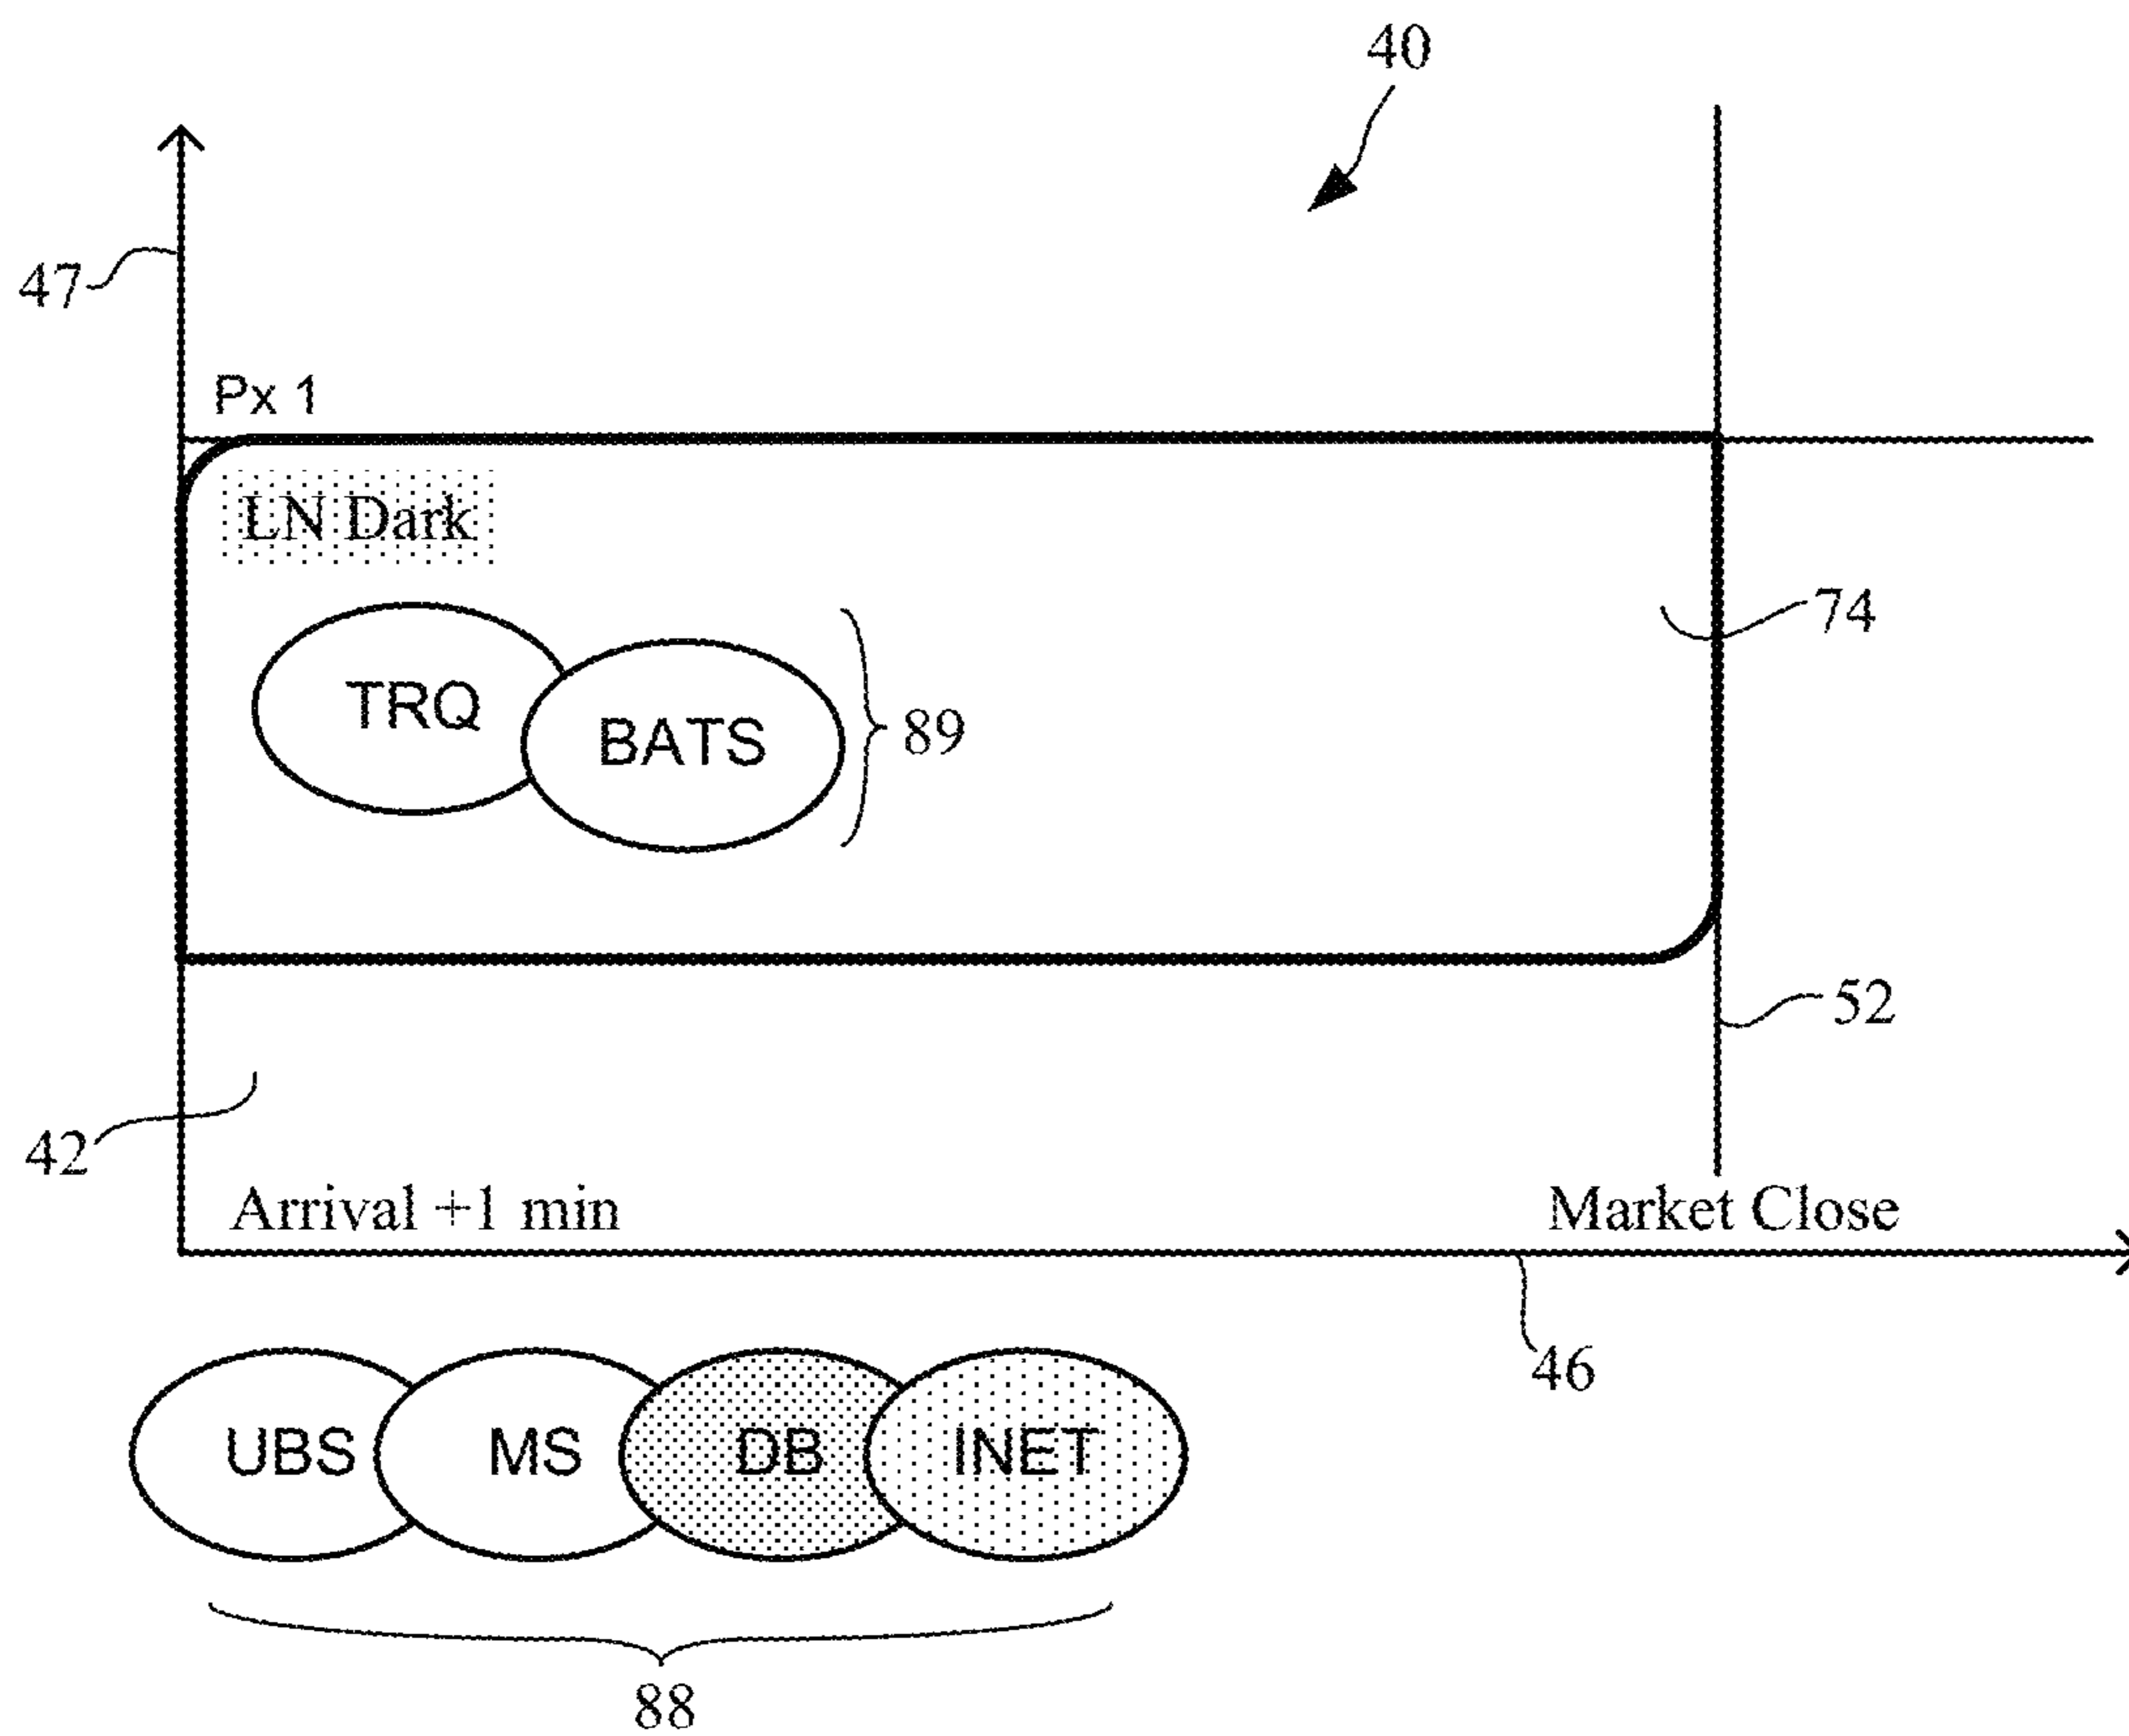 40
47
Px 1
LN Dark
74
TRQ
BATS
89
52
42
Arrival +1 min
Market Close
46
UBS
MS
DB
INET
88